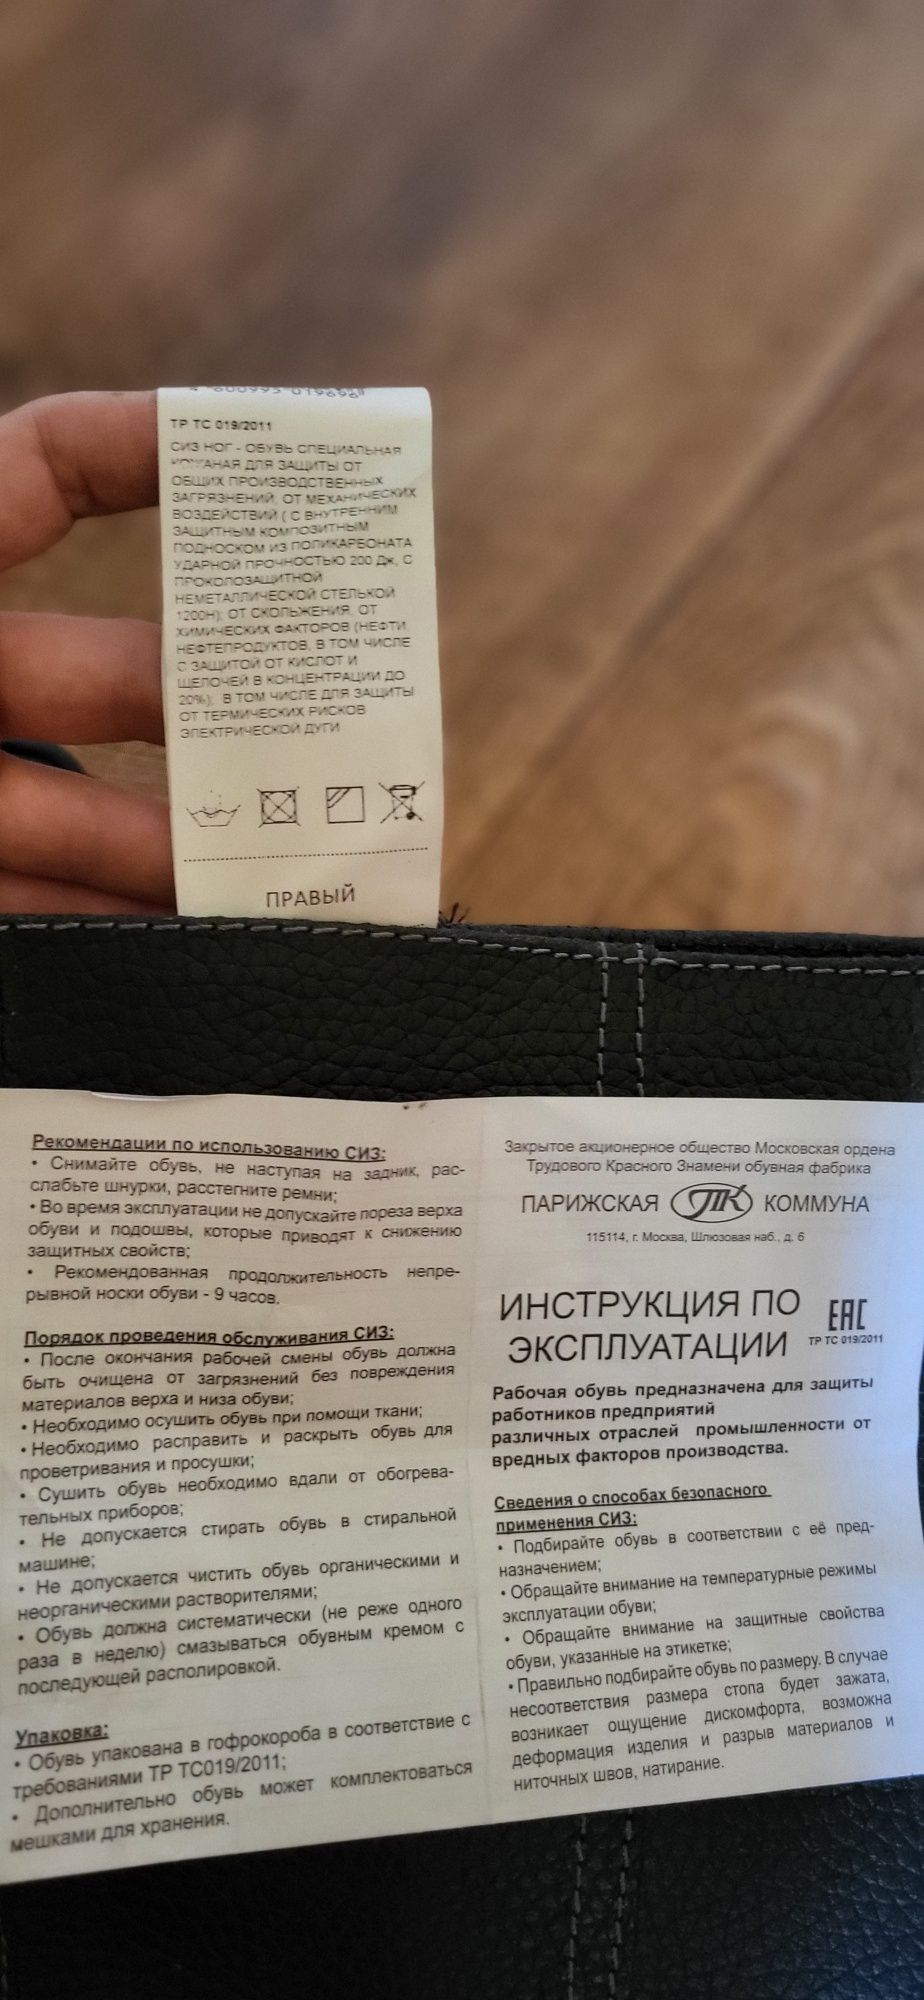 4 600995 019696
ТР ТС 019/2011
СИЗ НОГ - ОБУВЬ СПЕЦИАЛЬНАЯ
КОЖАНАЯ ДЛЯ ЗАЩИТЫ ОТ
ОБЩИХ ПРОИЗВОДСТВЕННЫХ
ЗАГРЯЗНЕНИЙ, ОТ МЕХАНИЧЕСКИХ
ВОЗДЕЙСТВИЙ ( С ВНУТРЕННИМ
ЗАЩИТНЫМ КОМПОЗИТНЫМ
ПОДНОСКОМ ИЗ ПОЛИКАРБОНАТА
УДАРНОЙ ПРОЧНОСТЬЮ 200 Дж, С
ПРОКОЛОЗАЩИТНОЙ
НЕМЕТАЛЛИЧЕСКОЙ СТЕЛЬКОЙ
1200Н); ОТ СКОЛЬЖЕНИЯ, ОТ
ХИМИЧЕСКИХ ФАКТОРОВ (НЕФТИ,
НЕФТЕПРОДУКТОВ, В ТОМ ЧИСЛЕ
С ЗАЩИТОЙ ОТ КИСЛОТ И
ЩЕЛОЧЕЙ В КОНЦЕНТРАЦИИ ДО
20%); В ТОМ ЧИСЛЕ ДЛЯ ЗАЩИТЫ
ОТ ТЕРМИЧЕСКИХ РИСКОВ
ЭЛЕКТРИЧЕСКОЙ ДУГИ
ПРАВЫЙ
Рекомендации по использованию СИЗ:
• Снимайте обувь, не наступая на задник, рас-
слабьте шнурки, расстегните ремни;
• Во время эксплуатации не допускайте пореза верха
обуви и подошвы, которые приводят к снижению
защитных свойств;
• Рекомендованная продолжительность непре-
рывной носки обуви - 9 часов.
Порядок проведения обслуживания СИЗ:
• После окончания рабочей смены обувь должна
быть очищена от загрязнений без повреждения
материалов верха и низа обуви;
• Необходимо осушить обувь при помощи ткани;
• Необходимо расправить и раскрыть обувь для
проветривания и просушки;
• Сушить обувь необходимо вдали от обогрева-
тельных приборов;
• Не допускается стирать обувь в стиральной
машине;
• Не допускается чистить обувь органическими и
неорганическими растворителями;
• Обувь должна систематически (не реже одного
раза в неделю) смазываться обувным кремом с
последующей располировкой.
Упаковка:
• Обувь упакована в гофрокороба в соответствие с
требованиями ТР ТС019/2011;
• Дополнительно обувь может комплектоваться
мешками для хранения.
Закрытое акционерное общество Московская ордена
Трудового Красного Знамени обувная фабрика
ПАРИЖСКАЯ ПК КОММУНА
115114, г. Москва, Шлюзовая наб., д. 6
ИНСТРУКЦИЯ ПО
ЭКСПЛУАТАЦИИ
EAC
ТР ТС 019/2011
Рабочая обувь предназначена для защиты
работников предприятий
различных отраслей промышленности от
вредных факторов производства.
Сведения о способах безопасного
применения СИЗ:
• Подбирайте обувь в соответствии с её пред-
назначением;
• Обращайте внимание на температурные режимы
эксплуатации обуви;
• Обращайте внимание на защитные свойства
обуви, указанные на этикетке;
• Правильно подбирайте обувь по размеру. В случае
несоответствия размера стопа будет зажата,
возникает ощущение дискомфорта, возможна
деформация изделия и разрыв материалов и
ниточных швов, натирание.